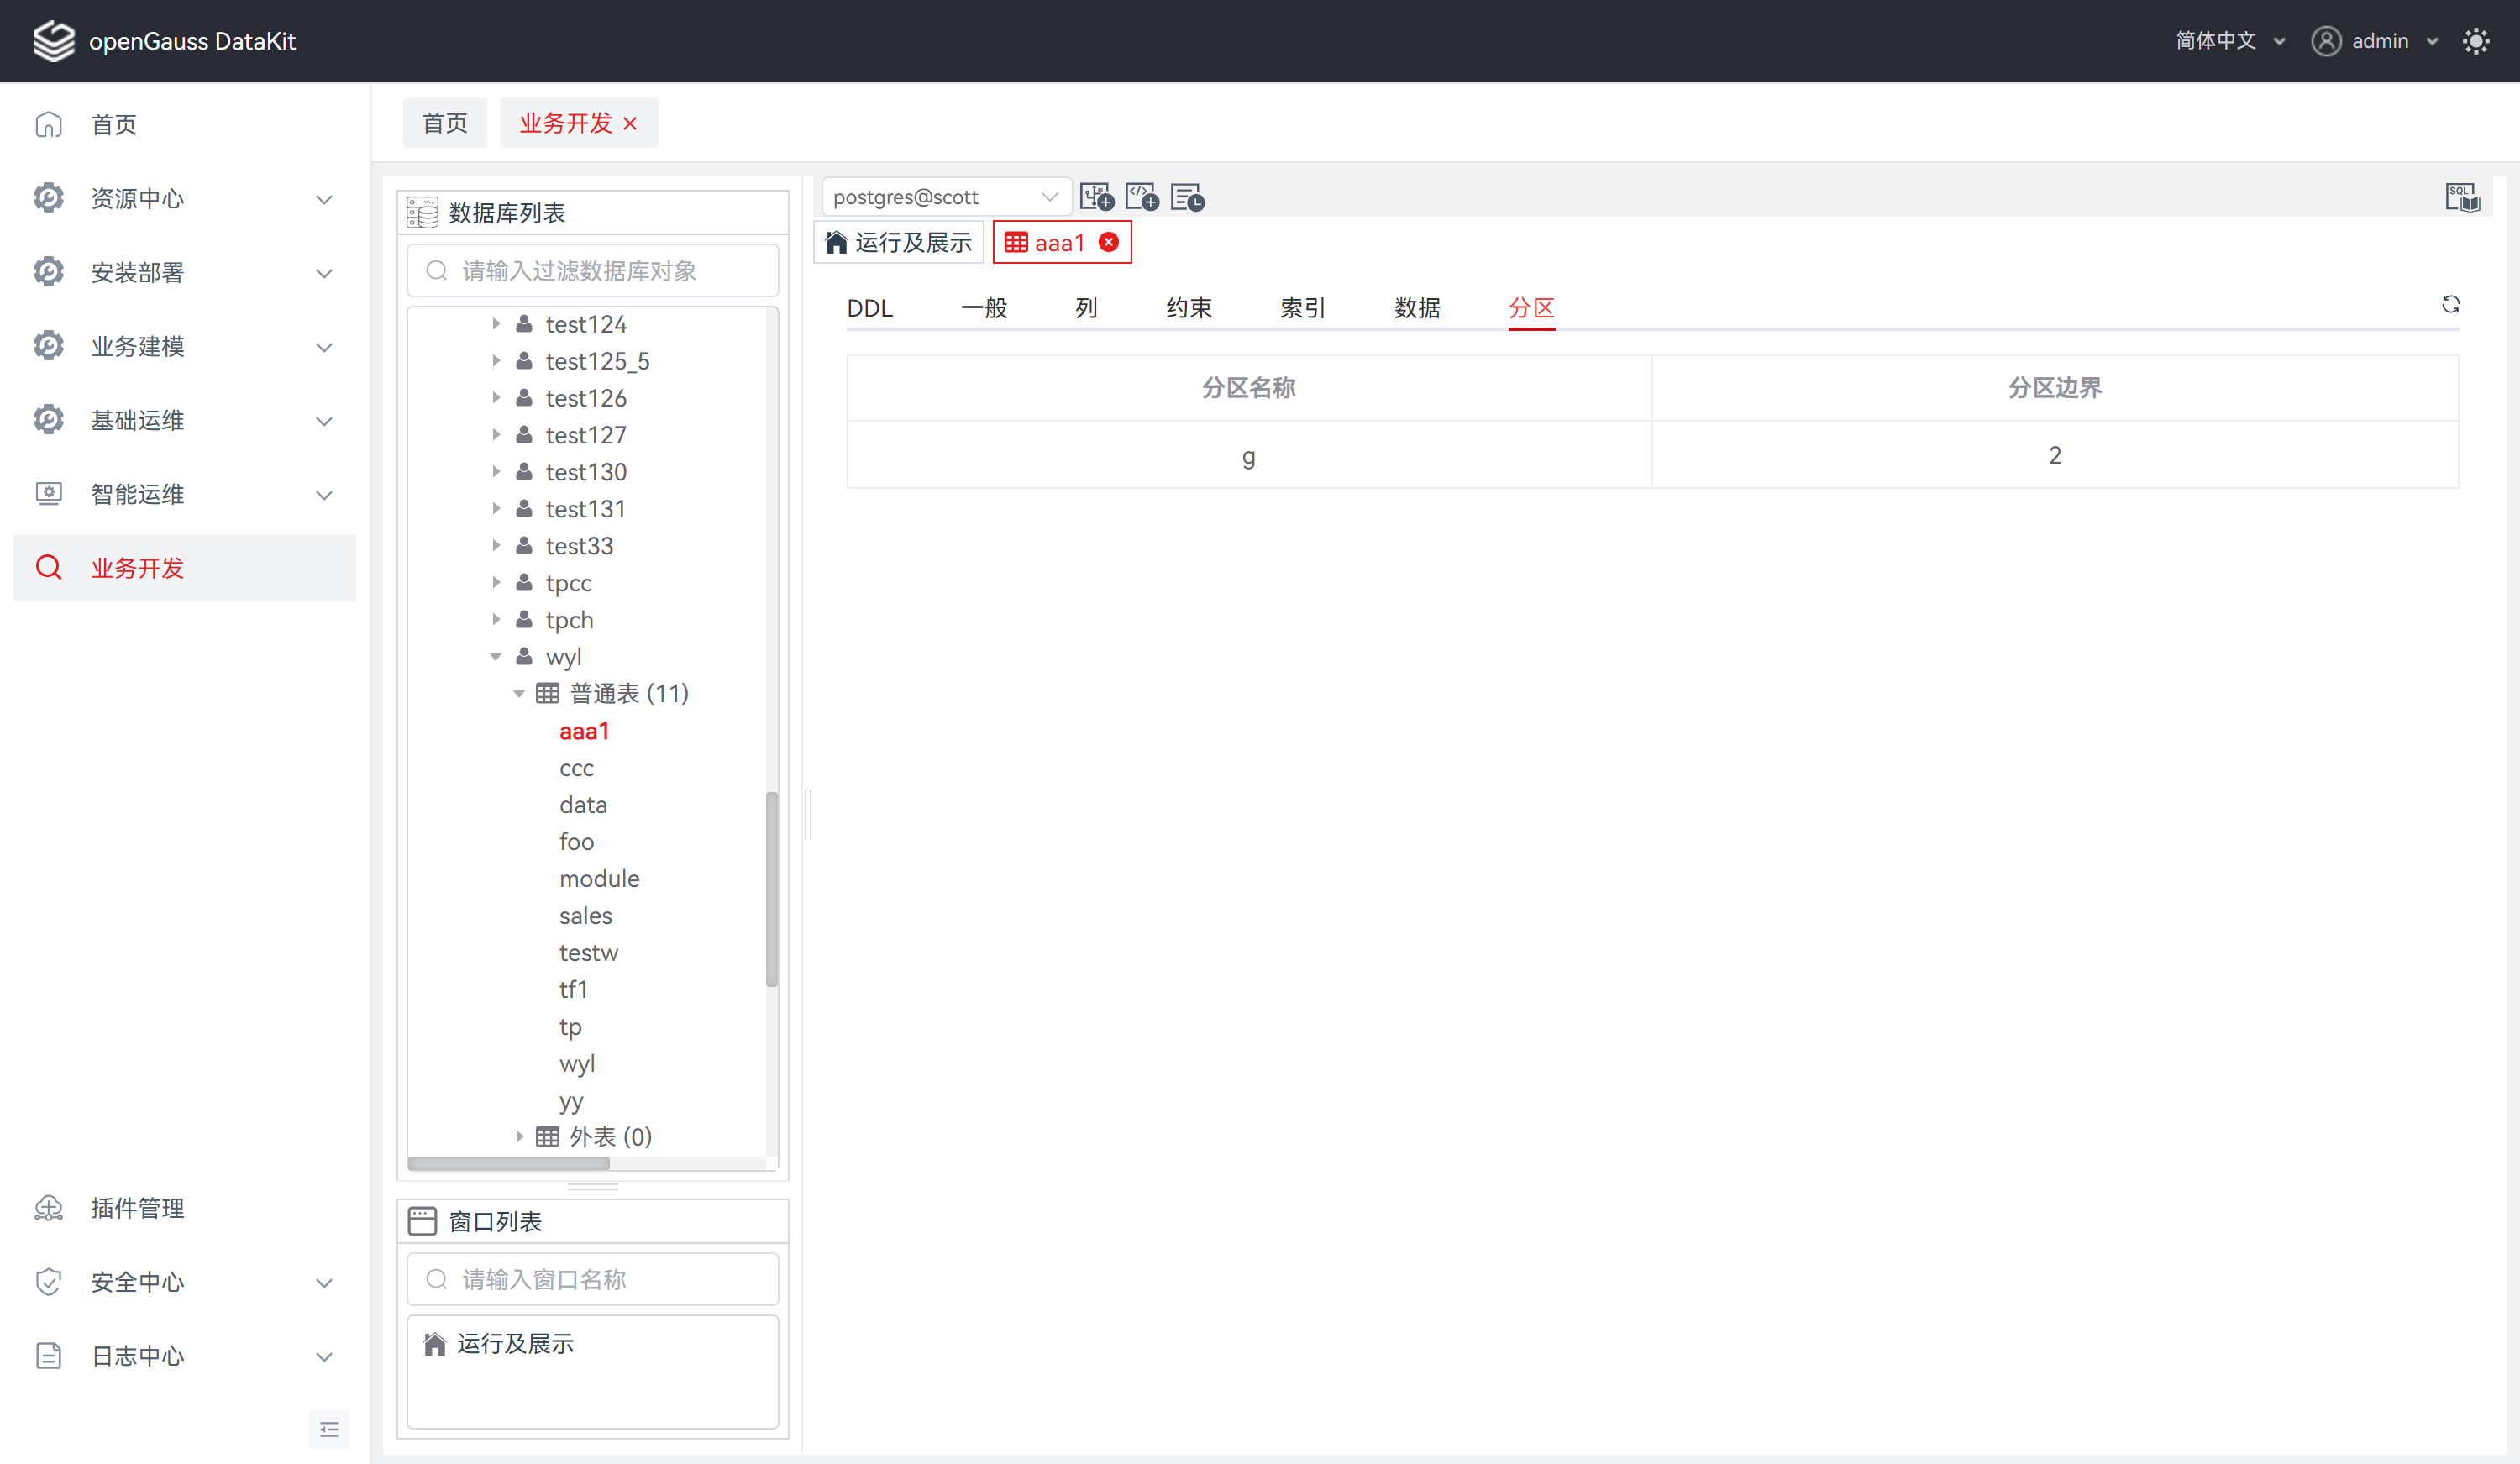 openGauss DataKit
简体中文
admin
首页
资源中心
安装部署
业务建模
基础运维
智能运维
业务开发
插件管理
安全中心
日志中心
首页
业务开发
数据库列表
请输入过滤数据库对象
test124
test125_5
test126
test127
test130
test131
test33
tpcc
tpch
wyl
普通表 (11)
aaa1
ccc
data
foo
module
sales
testw
tf1
tp
wyl
yy
外表 (0)
窗口列表
请输入窗口名称
运行及展示
postgres@scott
SQL
运行及展示
aaa1
DDL 一般 列 约束 索引 数据 分区
分区名称 分区边界
g 2